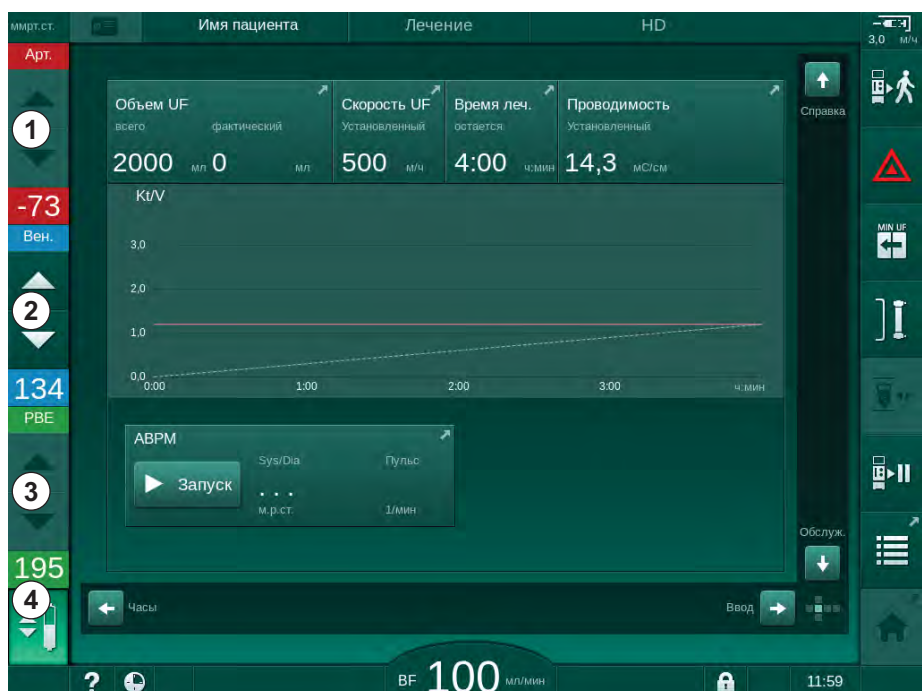 ммрт.ст.
Имя пациента
Лечение
HD
3,0 м/ч
Арт.
1
-73
Вен.
2
134
PBE
3
195
4
Объем UF
всего фактический
2000 мл 0 мл
Скорость UF
Установленный
500 м/ч
Время леч.
остается
4:00 ч:мин
Проводимость
Установленный
14,3 мС/см
Справка
MIN UF
Kt/V
3,0
2,0
1,0
0,0
0:00 1:00 2:00 3:00 ч:мин
ABPM
Запуск
Sys/Dia
Пульс
. . .
м.р.ст.
1/мин
Обслуж.
Часы
Ввод
?
BF 100 мл/мин
11:59